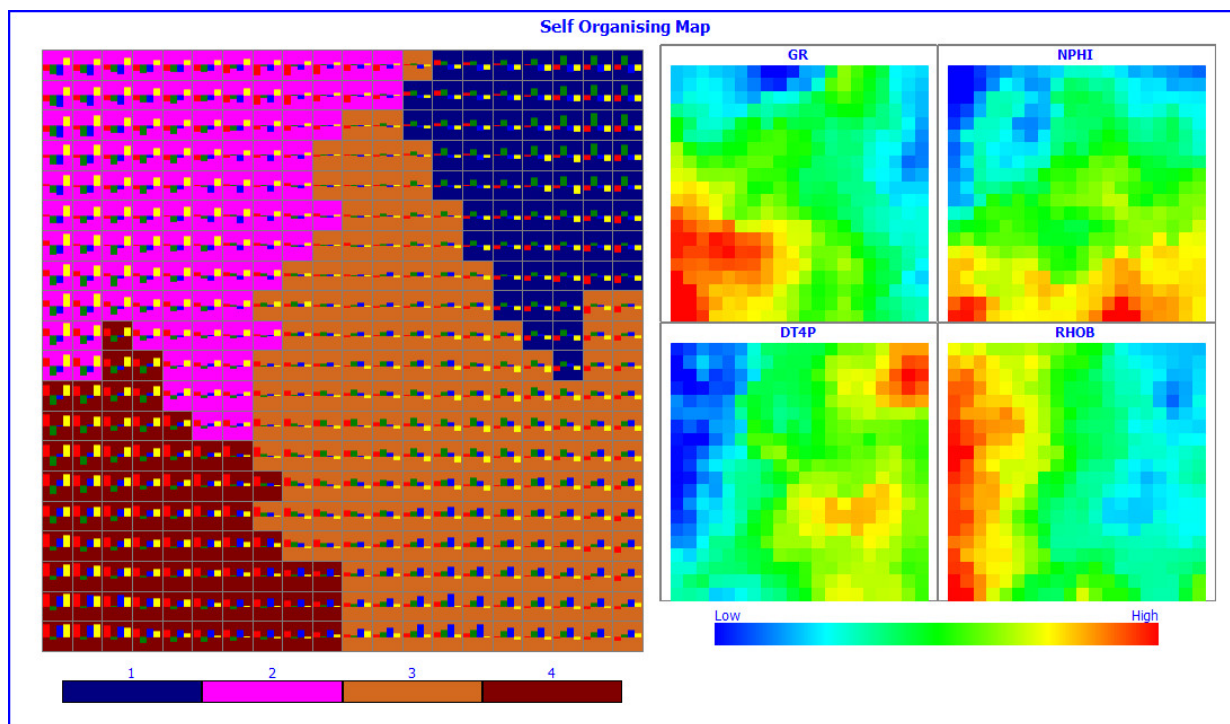 Self Organising Map
GR
NPHI
DT4P
RHOB
Low
High
1
2
3
4